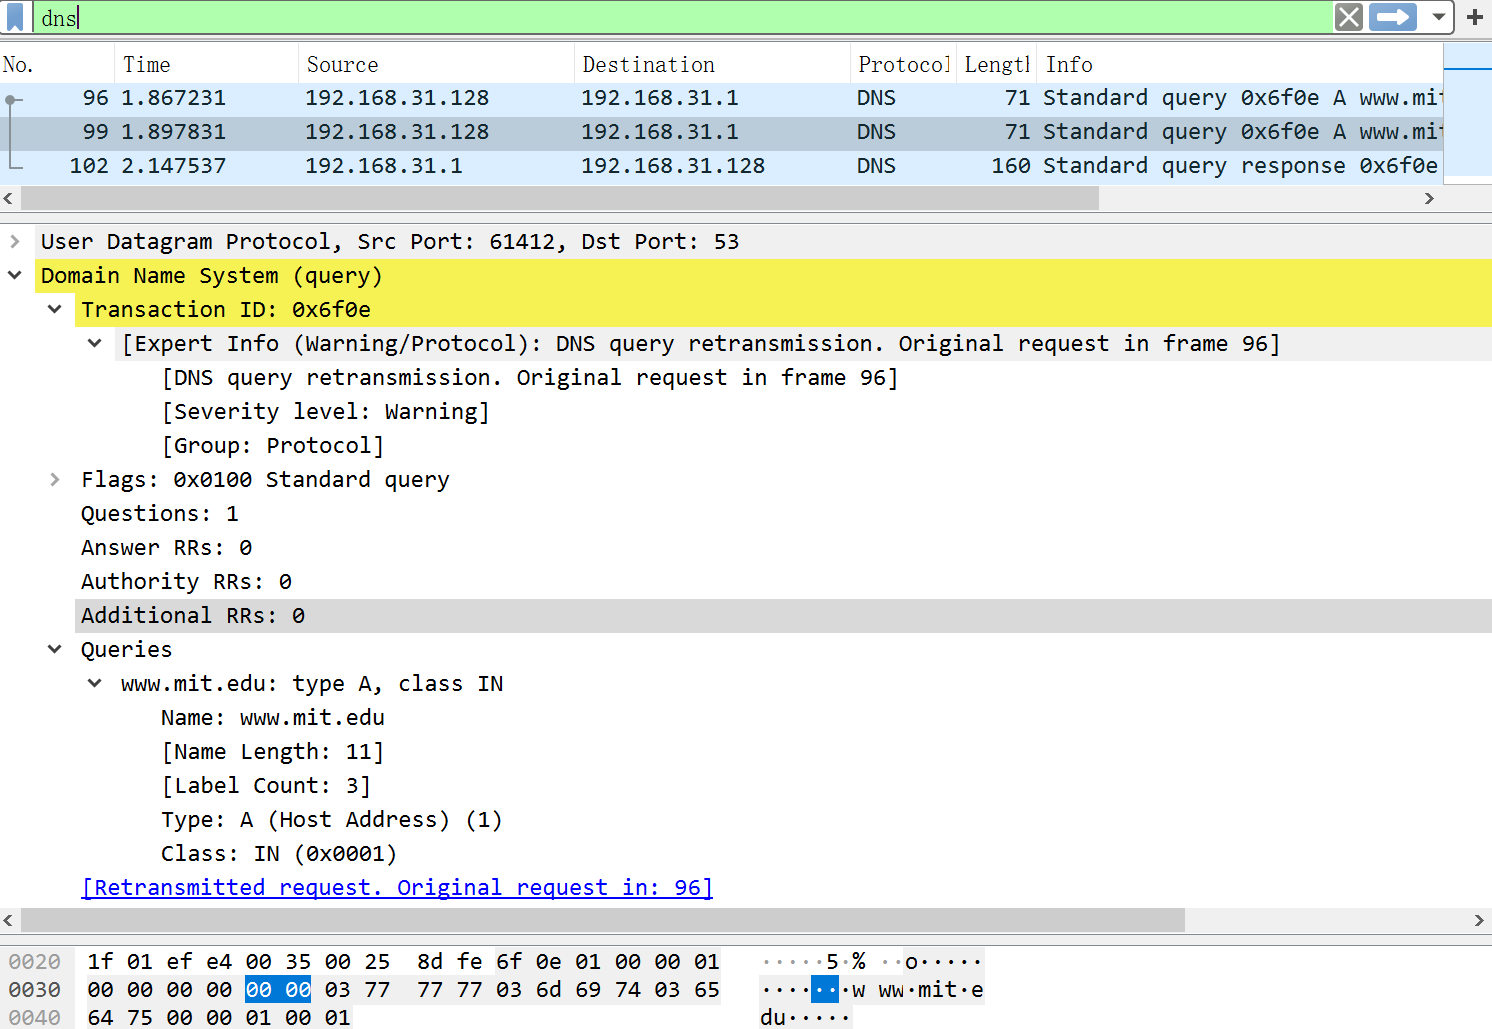 dns
No. Time Source Destination Protocol Length Info
96 1.867231 192.168.31.128 192.168.31.1 DNS 71 Standard query 0x6f0e A www.mit
99 1.897831 192.168.31.128 192.168.31.1 DNS 71 Standard query 0x6f0e A www.mit
102 2.147537 192.168.31.1 192.168.31.128 DNS 160 Standard query response 0x6f0e
User Datagram Protocol, Src Port: 61412, Dst Port: 53
Domain Name System (query)
Transaction ID: 0x6f0e
[Expert Info (Warning/Protocol): DNS query retransmission. Original request in frame 96]
[DNS query retransmission. Original request in frame 96]
[Severity level: Warning]
[Group: Protocol]
Flags: 0x0100 Standard query
Questions: 1
Answer RRs: 0
Authority RRs: 0
Additional RRs: 0
Queries
www.mit.edu: type A, class IN
Name: www.mit.edu
[Name Length: 11]
[Label Count: 3]
Type: A (Host Address) (1)
Class: IN (0x0001)
[Retransmitted request. Original request in: 96]
0020 1f 01 ef e4 00 35 00 25 8d fe 6f 0e 01 00 00 01 ·····5·% ··o·····
0030 00 00 00 00 00 00 03 77 77 77 03 6d 69 74 03 65 ·······w ww·mit·e
0040 64 75 00 00 01 00 01 du·····